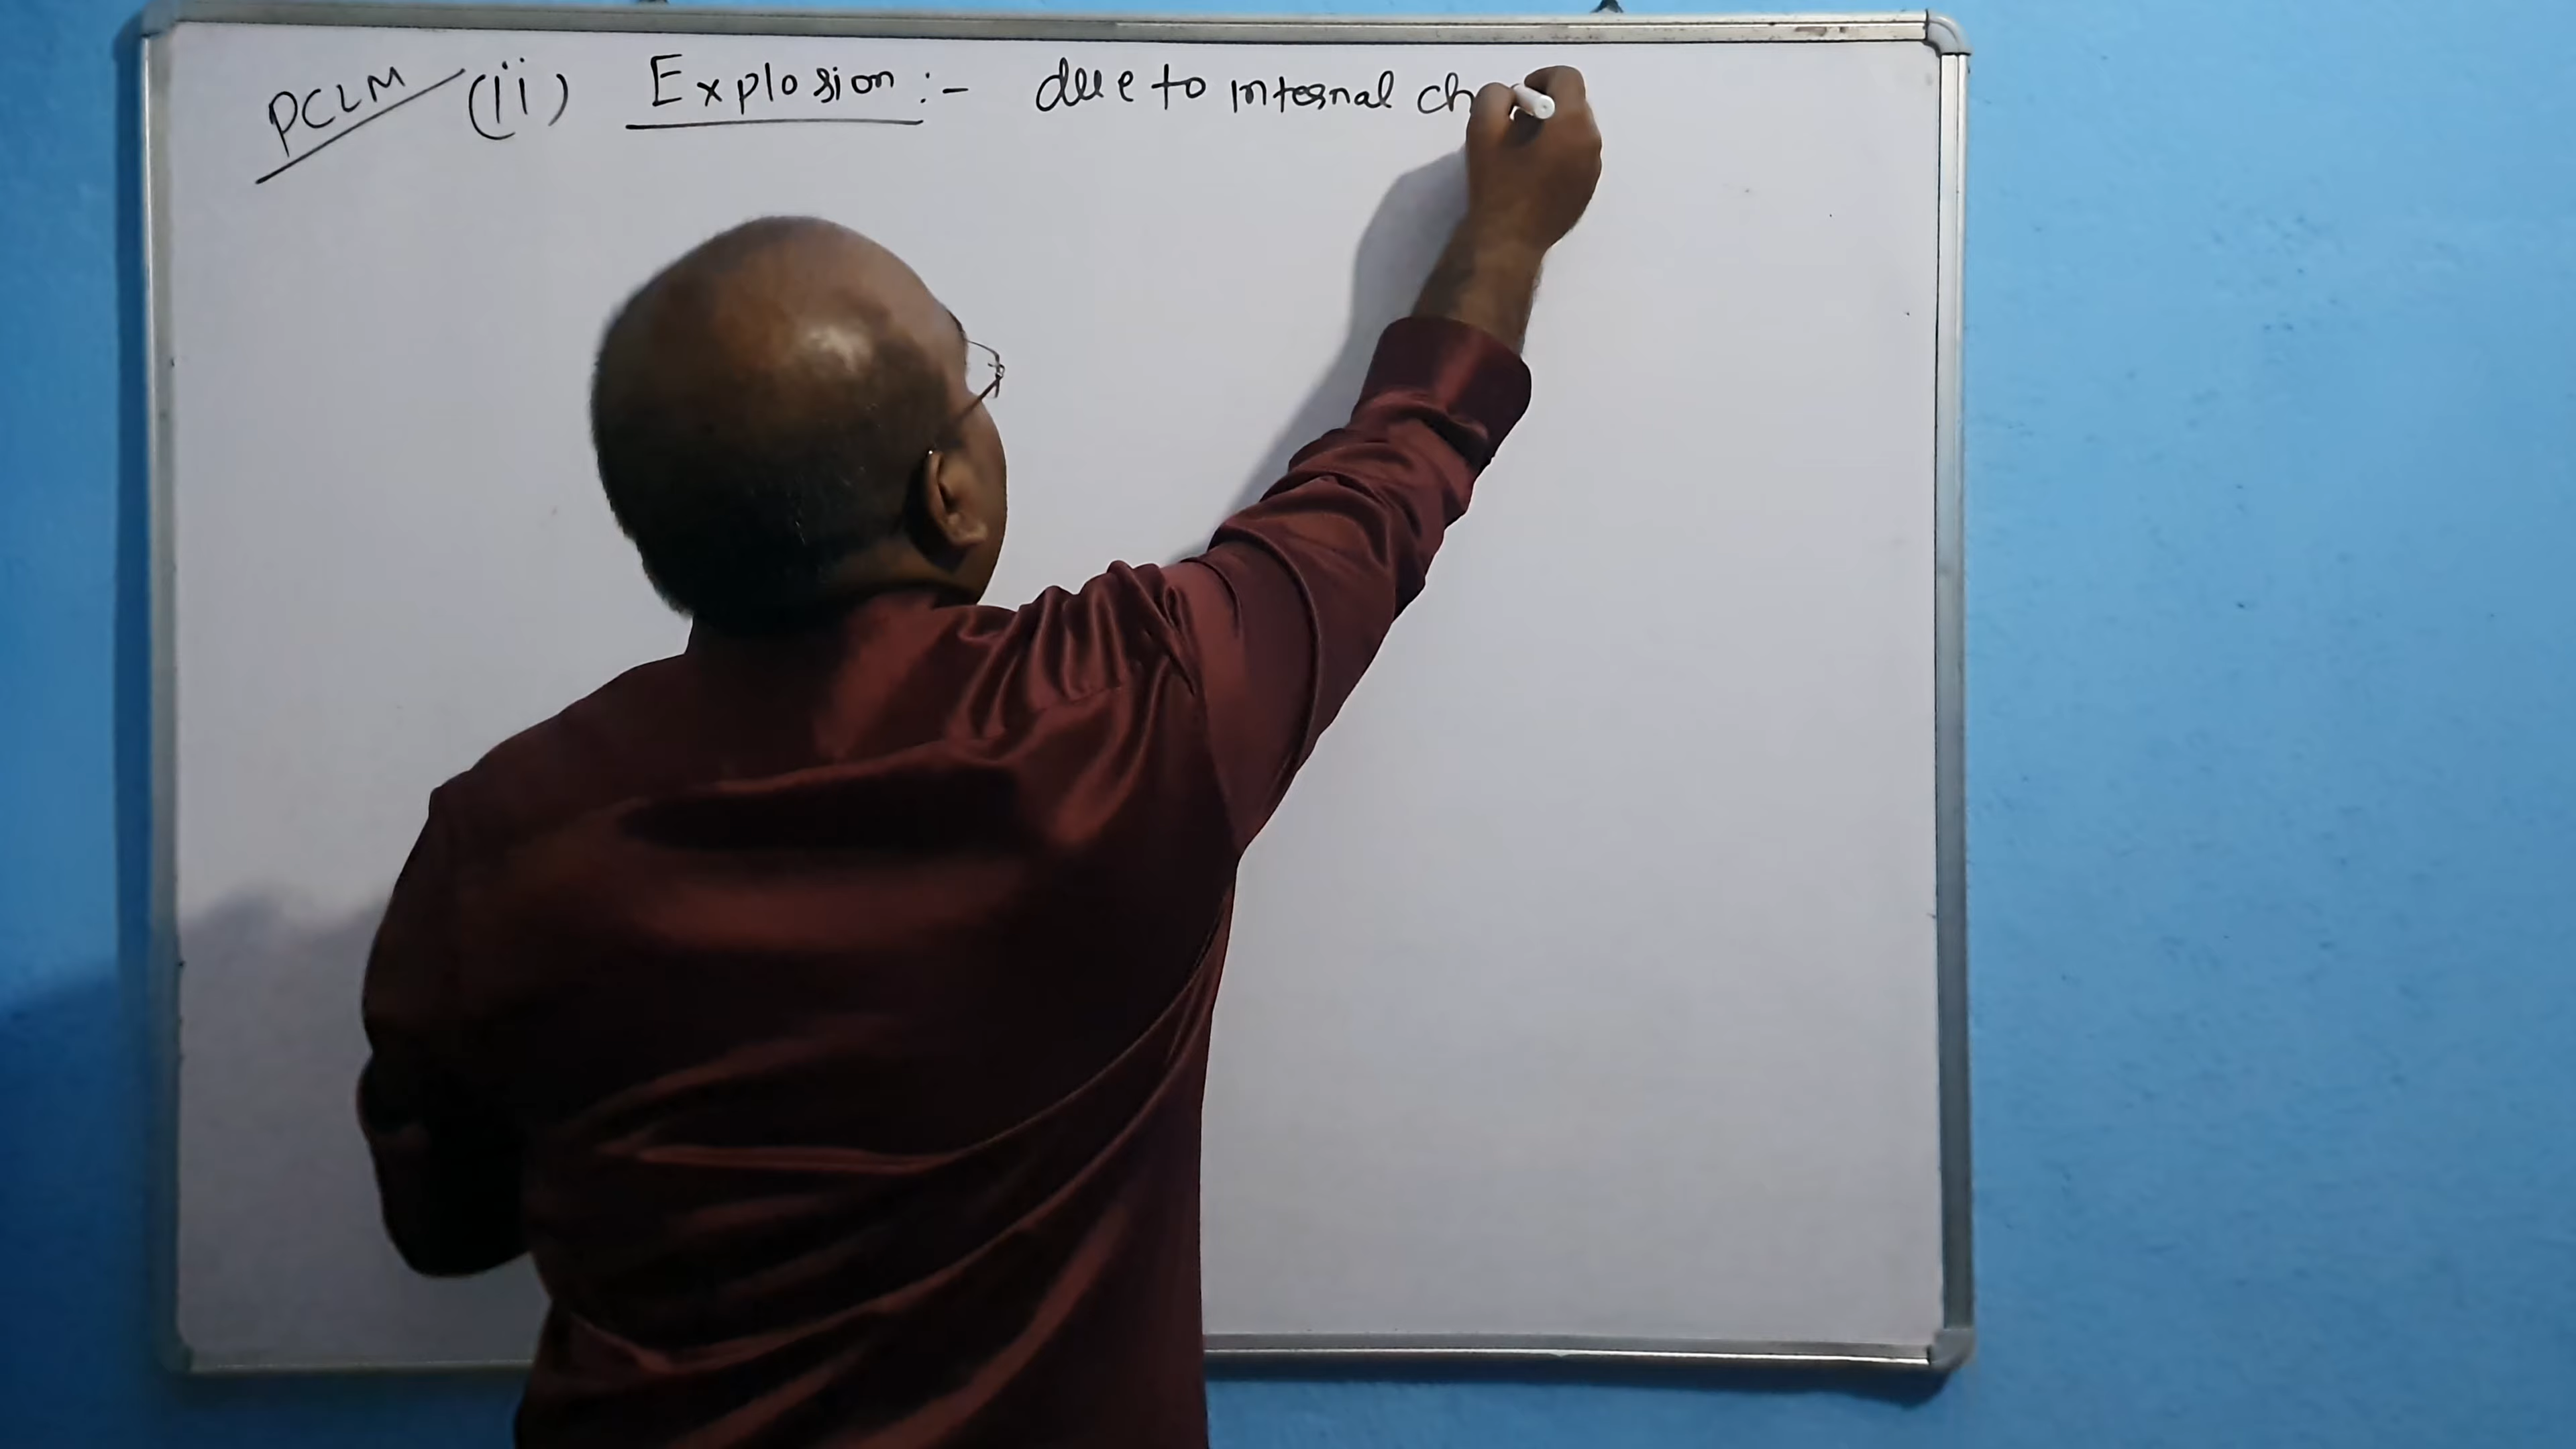 PCLM (ii) Explosion :- due to internal ch